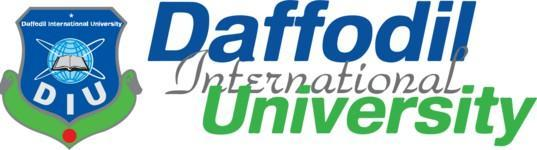 Daffodil International University
DIU
Daffodil
International
University